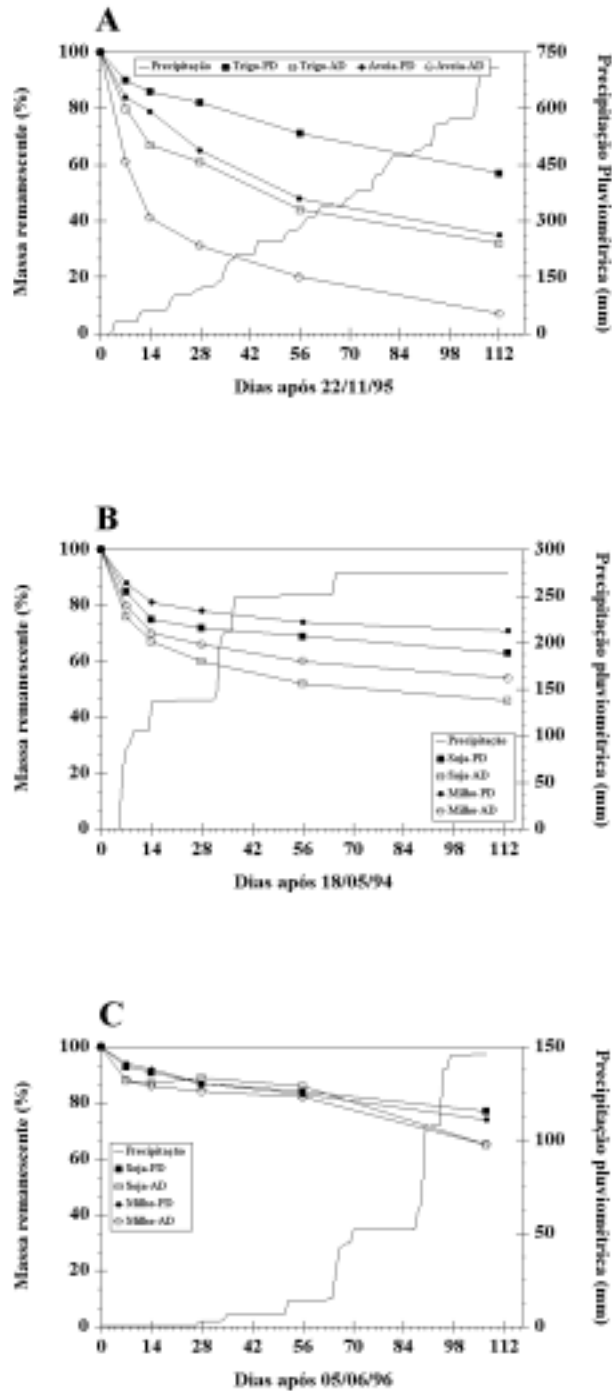 A
Massa remanescente (%)
100
80
60
40
20
0
Precipitação Trigo-PD Trigo-AD Aveia-PD Aveia-AD
750
600
450
300
150
0
Precipitação Pluviométrica (mm)
0 14 28 42 56 70 84 98 112
Dias após 22/11/95
B
Massa remanescente (%)
100
80
60
40
20
0
Precipitação
Soja-PD
Soja-AD
Milho-PD
Milho-AD
300
250
200
150
100
50
0
Precipitação pluviométrica (mm)
0 14 28 42 56 70 84 98 112
Dias após 18/05/94
C
Massa remanescente (%)
100
80
60
40
20
0
Precipitação
Soja-PD
Soja-AD
Milho-PD
Milho-AD
150
100
50
0
Precipitação pluviométrica (mm)
0 14 28 42 56 70 84 98 112
Dias após 05/06/96